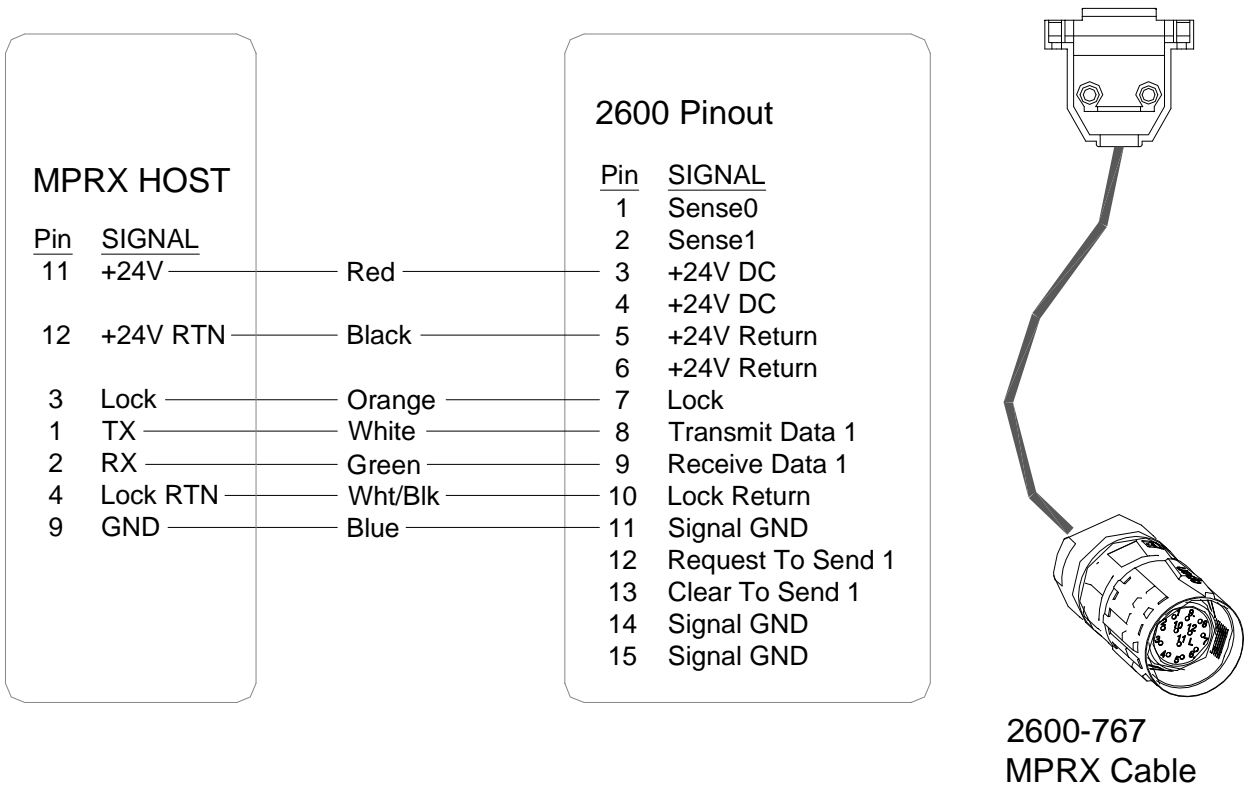 MPRX HOST
Pin SIGNAL
11 +24V
12 +24V RTN
3 Lock
1 TX
2 RX
4 Lock RTN
9 GND
Red
Black
Orange
White
Green
Wht/Blk
Blue
2600 Pinout
Pin SIGNAL
1 Sense0
2 Sense1
3 +24V DC
4 +24V DC
5 +24V Return
6 +24V Return
7 Lock
8 Transmit Data 1
9 Receive Data 1
10 Lock Return
11 Signal GND
12 Request To Send 1
13 Clear To Send 1
14 Signal GND
15 Signal GND
2600-767
MPRX Cable